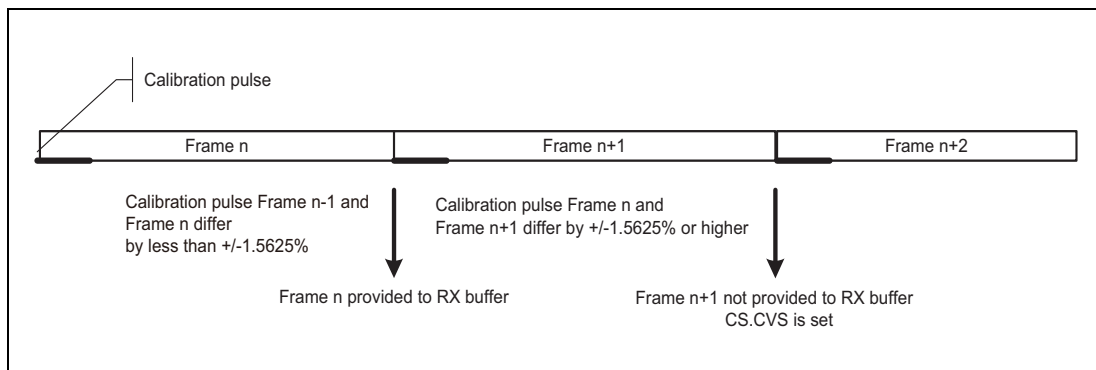 Calibration pulse
Frame n
Frame n+1
Frame n+2
Calibration pulse Frame n-1 and
Frame n differ
by less than +/-1.5625%
Calibration pulse Frame n and
Frame n+1 differ by +/-1.5625% or higher
Frame n provided to RX buffer
Frame n+1 not provided to RX buffer
CS.CVS is set